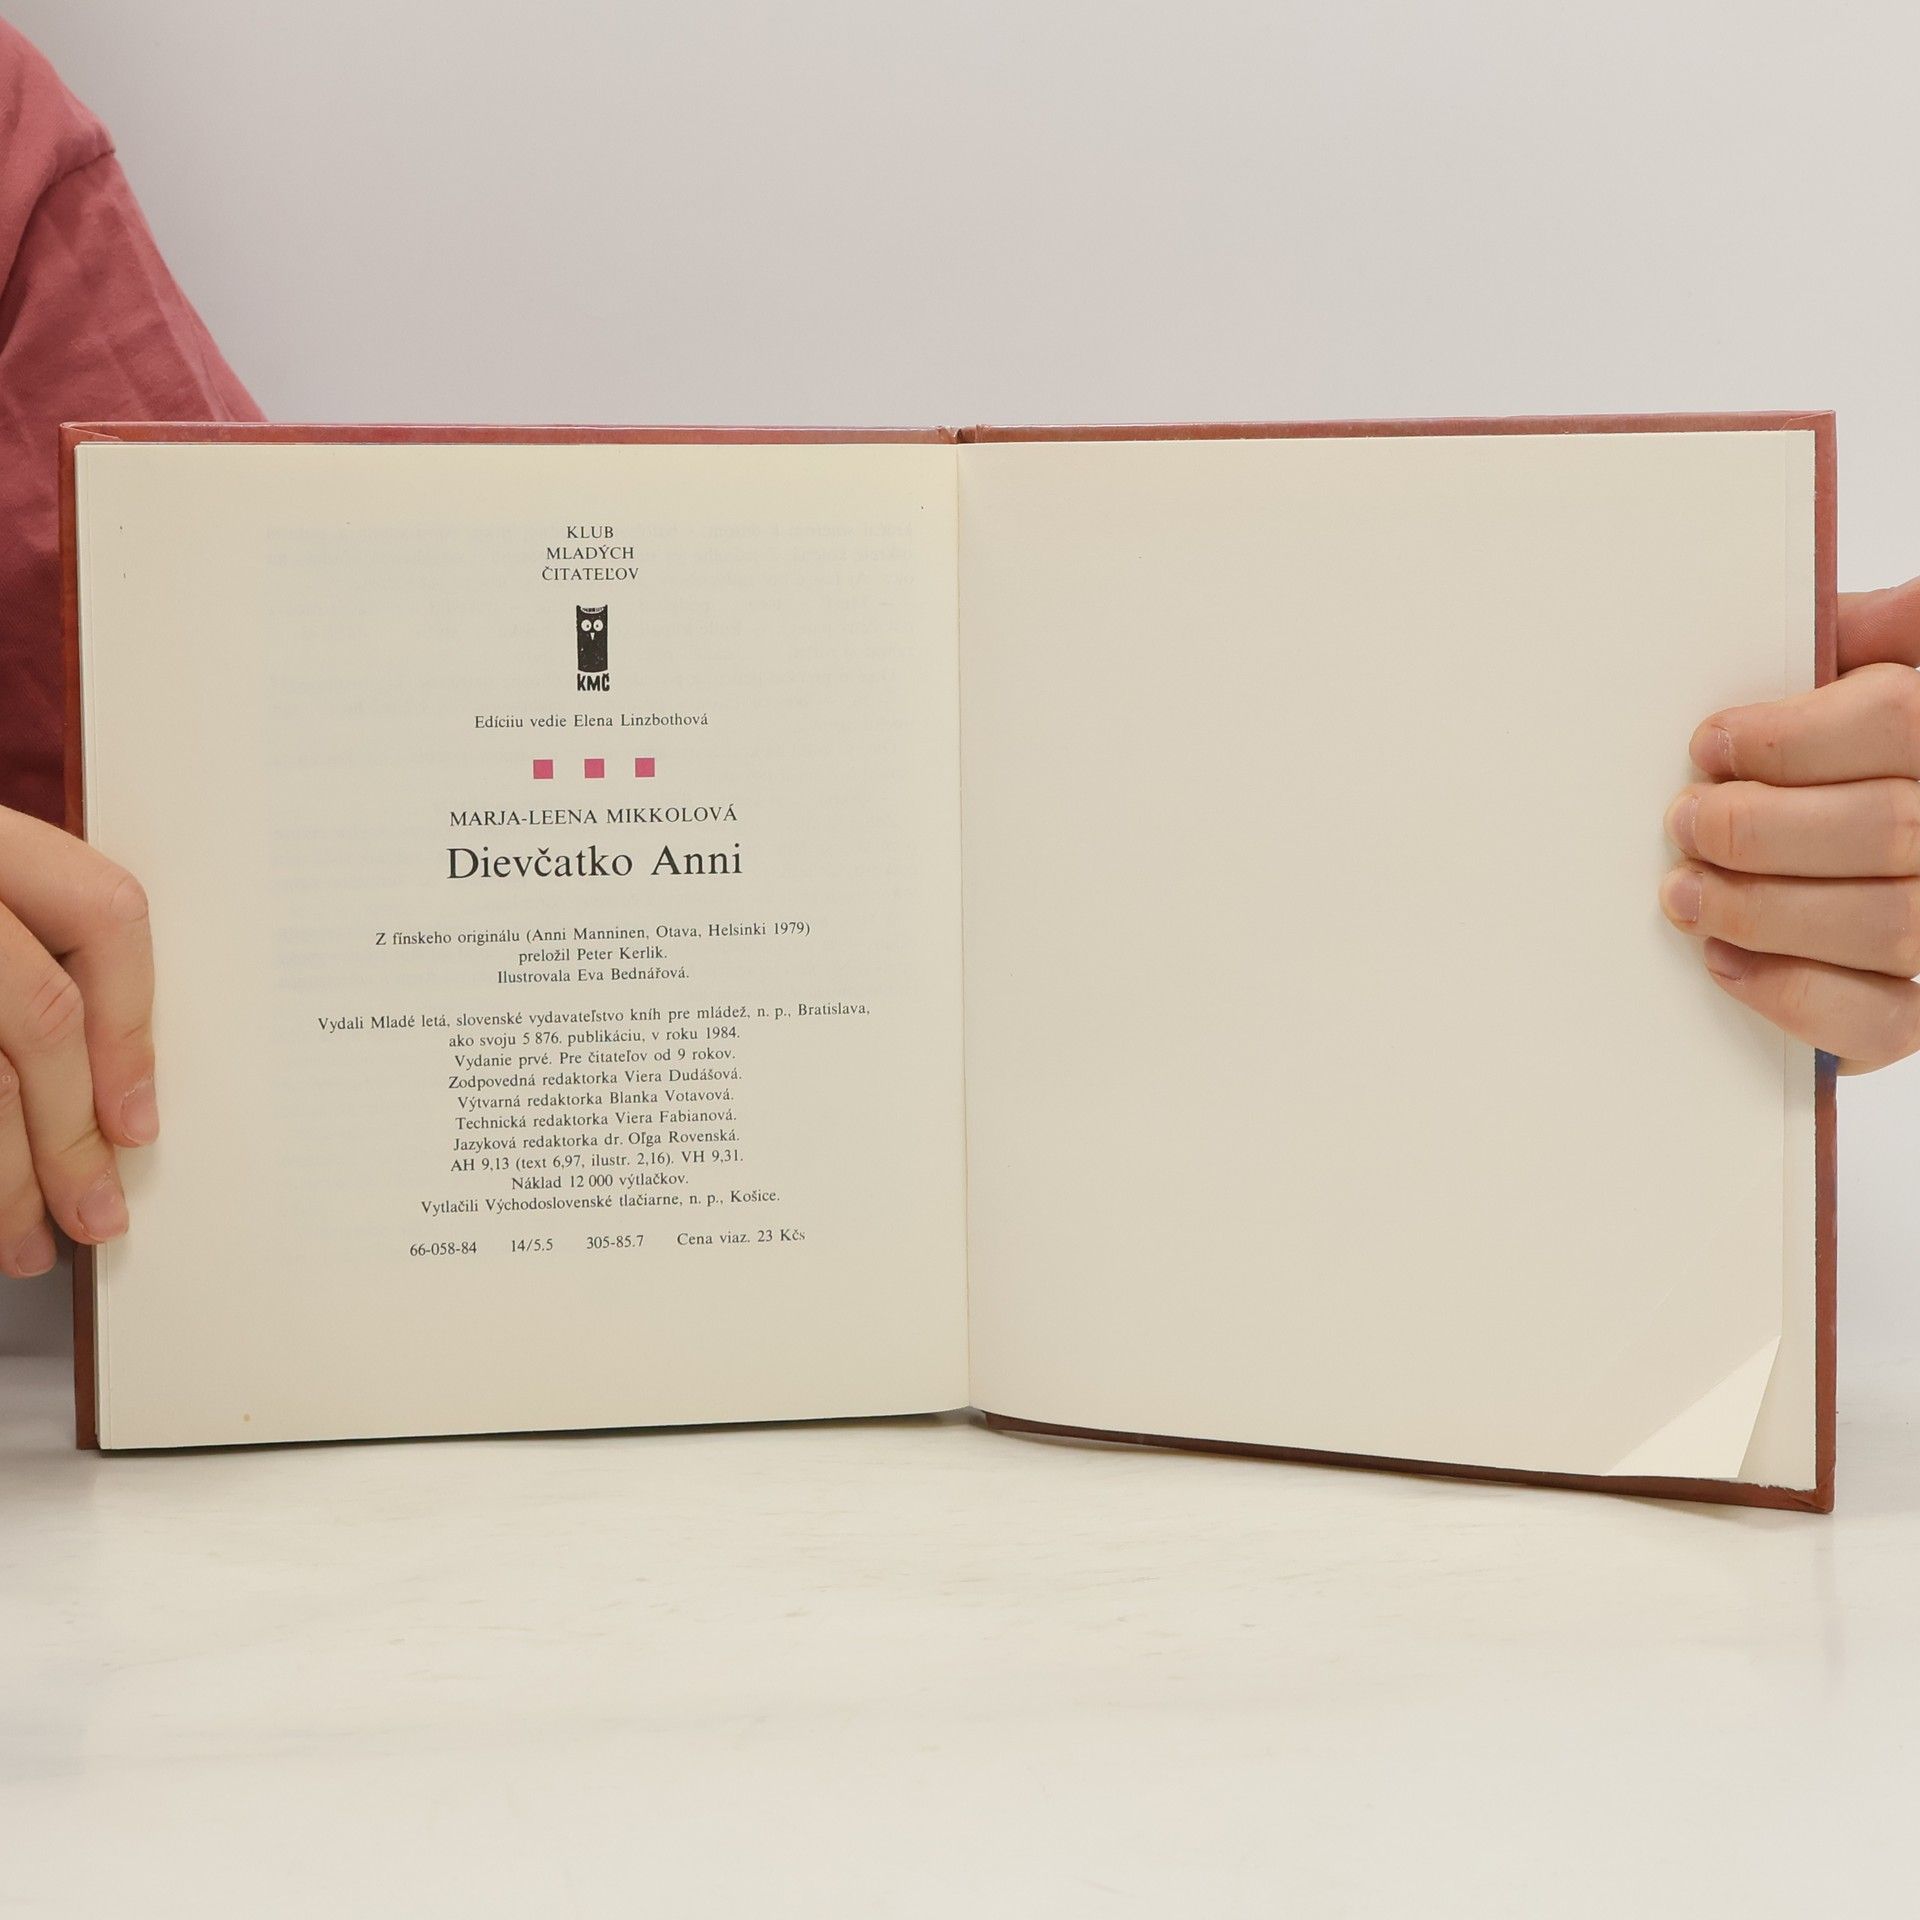 KLUB
MLADÝCH
ČITATEĽOV
KMČ
Edíciiu vedie Elena Linzbothová
MARJA-LEENA MIKKOLOVÁ
Dievčatko Anni
Z fínskeho originálu (Anni Manninen, Otava, Helsinki 1979)
preložil Peter Kerlik.
Ilustrovala Eva Bednářová.
Vydali Mladé letá, slovenské vydavateľstvo kníh pre mládež, n. p., Bratislava,
ako svoju 5 876. publikáciu, v roku 1984.
Vydanie prvé. Pre čitateľov od 9 rokov.
Zodpovedná redaktorka Viera Dudášová.
Výtvarná redaktorka Blanka Votavová.
Technická redaktorka Viera Fabianová.
Jazyková redaktorka dr. Oľga Rovenská.
AH 9,13 (text 6,97, ilustr. 2,16). VH 9,31.
Náklad 12 000 výtlačkov.
Vytlačili Východoslovenské tlačiarne, n. p., Košice.
66-058-84 14/5.5 305-85.7 Cena viaz. 23 Kčs